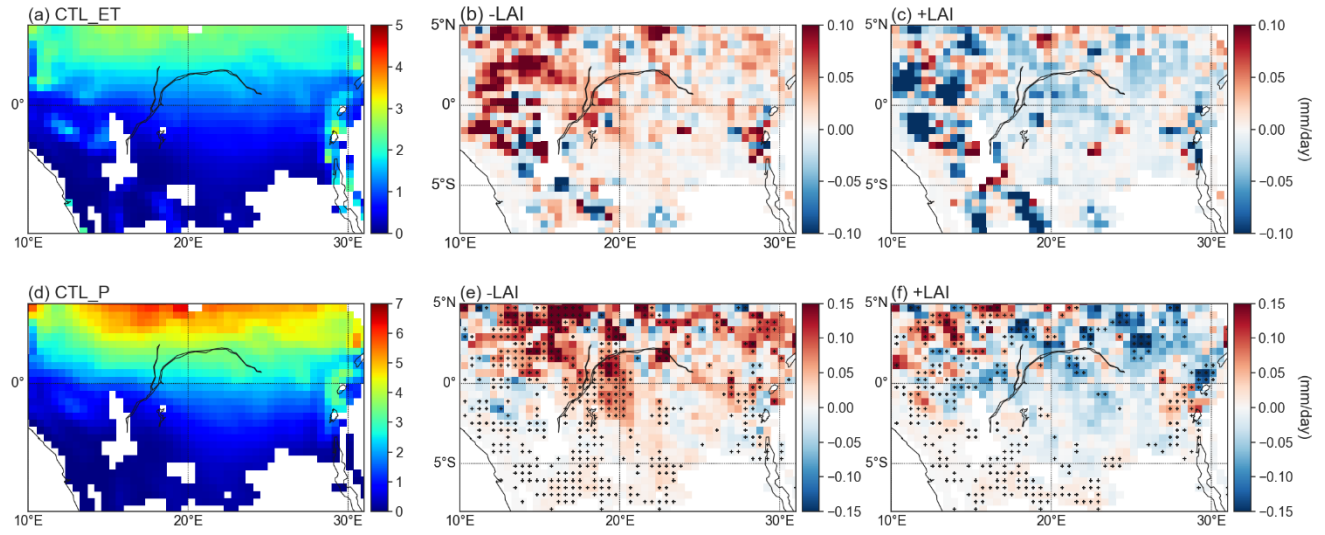 (a) CTL_ET
(b) -LAI
(c) +LAI
5
4
3
2
1
0
0°
10°E
20°E
30°E
5°N
0°
5°S
10°E
20°E
30°E
0.10
0.05
0.00
−0.05
−0.10
10°E
20°E
30°E
0.10
0.05
0.00
−0.05
−0.10
(mm/day)
(d) CTL_P
(e) -LAI
(f) +LAI
7
6
5
4
3
2
1
0
0°
10°E
20°E
30°E
5°N
0°
5°S
10°E
20°E
30°E
0.15
0.10
0.05
0.00
−0.05
−0.10
−0.15
10°E
20°E
30°E
0.15
0.10
0.05
0.00
−0.05
−0.10
−0.15
(mm/day)
5°N
0°
5°S
5°N
0°
5°S